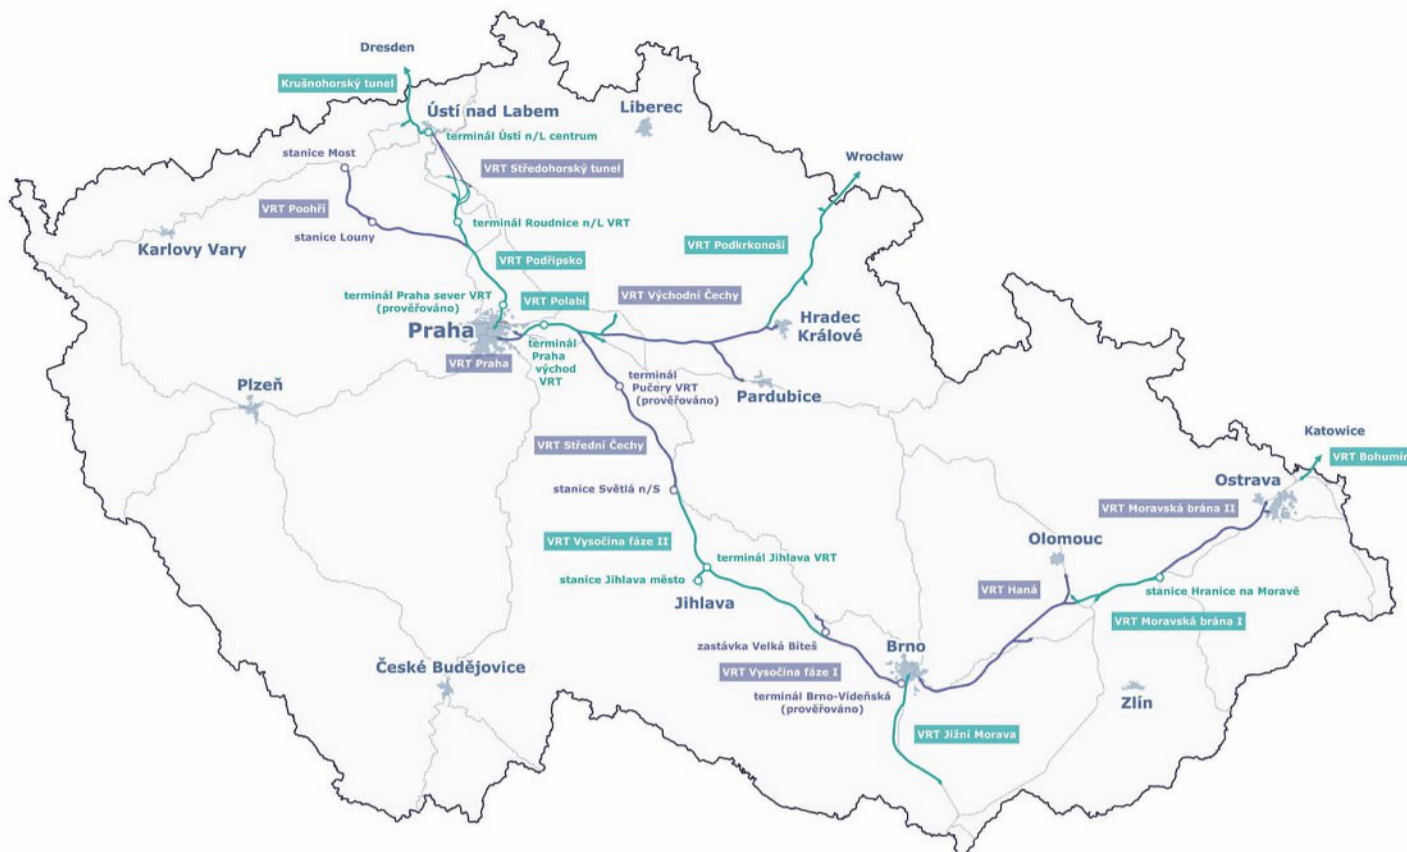 Dresden
Krušnohorský tunel
Ústí nad Labem
Liberec
terminál Ústí n/L centrum
stanice Most
VRT Středohorský tunel
Wrocław
VRT Poohří
terminál Roudnice n/L VRT
stanice Louny
Karlovy Vary
VRT Podkrkonoší
VRT Podřipsko
terminál Praha sever VRT
(prověřováno)
VRT Polabí
VRT Východní Čechy
Praha
Hradec
Králové
VRT Praha
terminál
Praha
východ
VRT
Plzeň
terminál
Pučery VRT
(prověřováno)
Pardubice
VRT Střední Čechy
Katowice
VRT Bohumín
stanice Světlá n/S
Ostrava
VRT Moravská brána II
VRT Vysočina fáze II
Olomouc
terminál Jihlava VRT
stanice Jihlava město
Jihlava
VRT Haná
stanice Hranice na Moravě
VRT Moravská brána I
zastávka Velká Bíteš
Brno
České Budějovice
VRT Vysočina fáze I
terminál Brno-Vídeňská
(prověřováno)
Zlín
VRT Jižní Morava